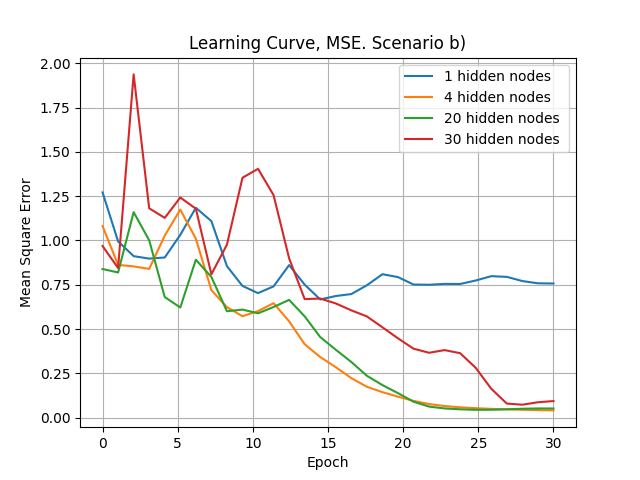 Learning Curve, MSE. Scenario b)
1 hidden nodes
4 hidden nodes
20 hidden nodes
30 hidden nodes
Mean Square Error
2.00
1.75
1.50
1.25
1.00
0.75
0.50
0.25
0.00
0 5 10 15 20 25 30
Epoch